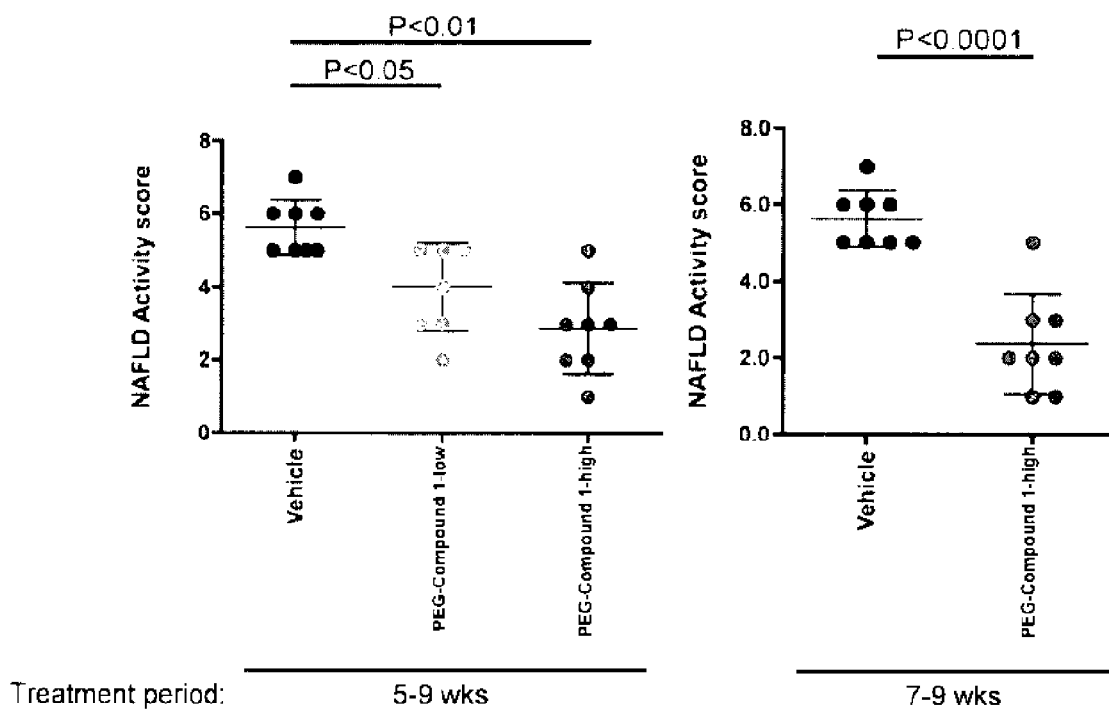 P<0.01
P<0.05
NAFLD Activity score
8
6
4
2
0
Vehicle
PEG-Compound 1-low
PEG-Compound 1-high
P<0.0001
NAFLD Activity score
8.0
6.0
4.0
2.0
0.0
Vehicle
PEG-Compound 1-high
Treatment period:
5-9 wks
7-9 wks